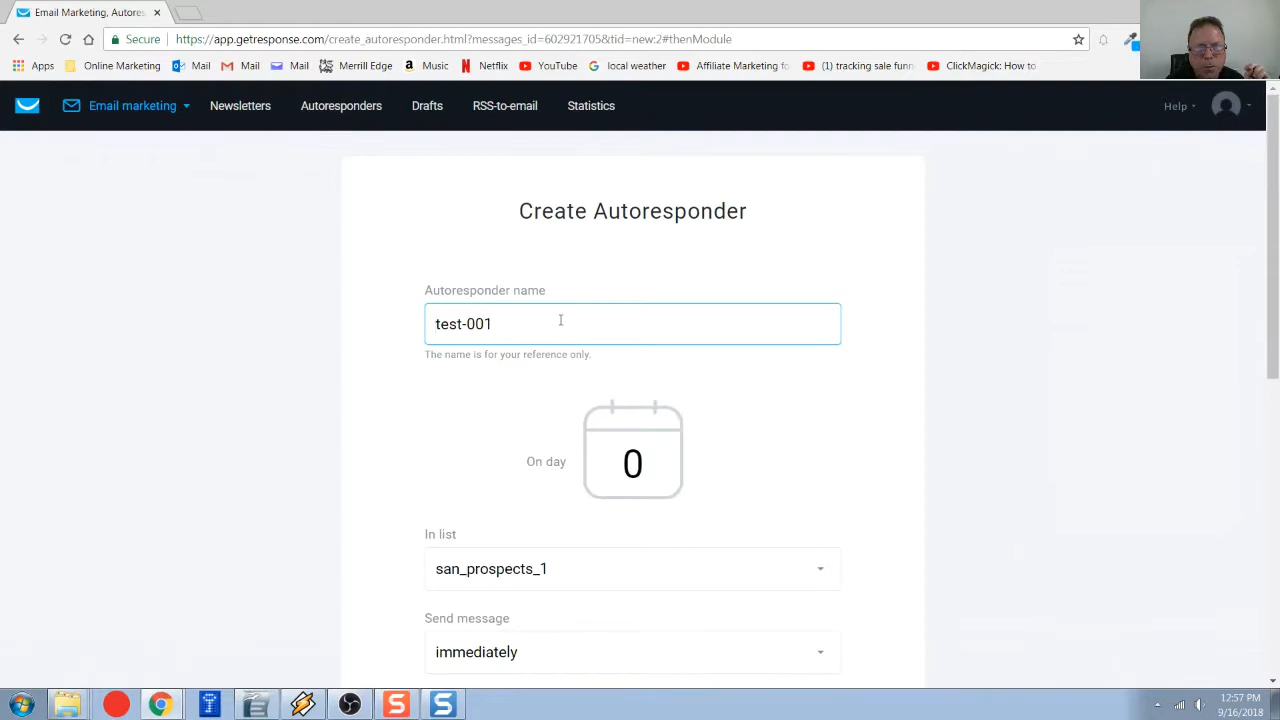 Email Marketing, Autores
Secure https://app.getresponse.com/create_autoresponder.html?messages_id=602921705&tid=new:2#thenModule
Apps Online Marketing Mail Mail Mail Merrill Edge Music Netflix YouTube local weather Affiliate Marketing fo (1) tracking sale funn ClickMagick: How to
Email marketing Newsletters Autoresponders Drafts RSS-to-email Statistics Help
Create Autoresponder
Autoresponder name
test-001
The name is for your reference only.
On day 0
In list
san_prospects_1
Send message
immediately
12:57 PM
9/16/2018